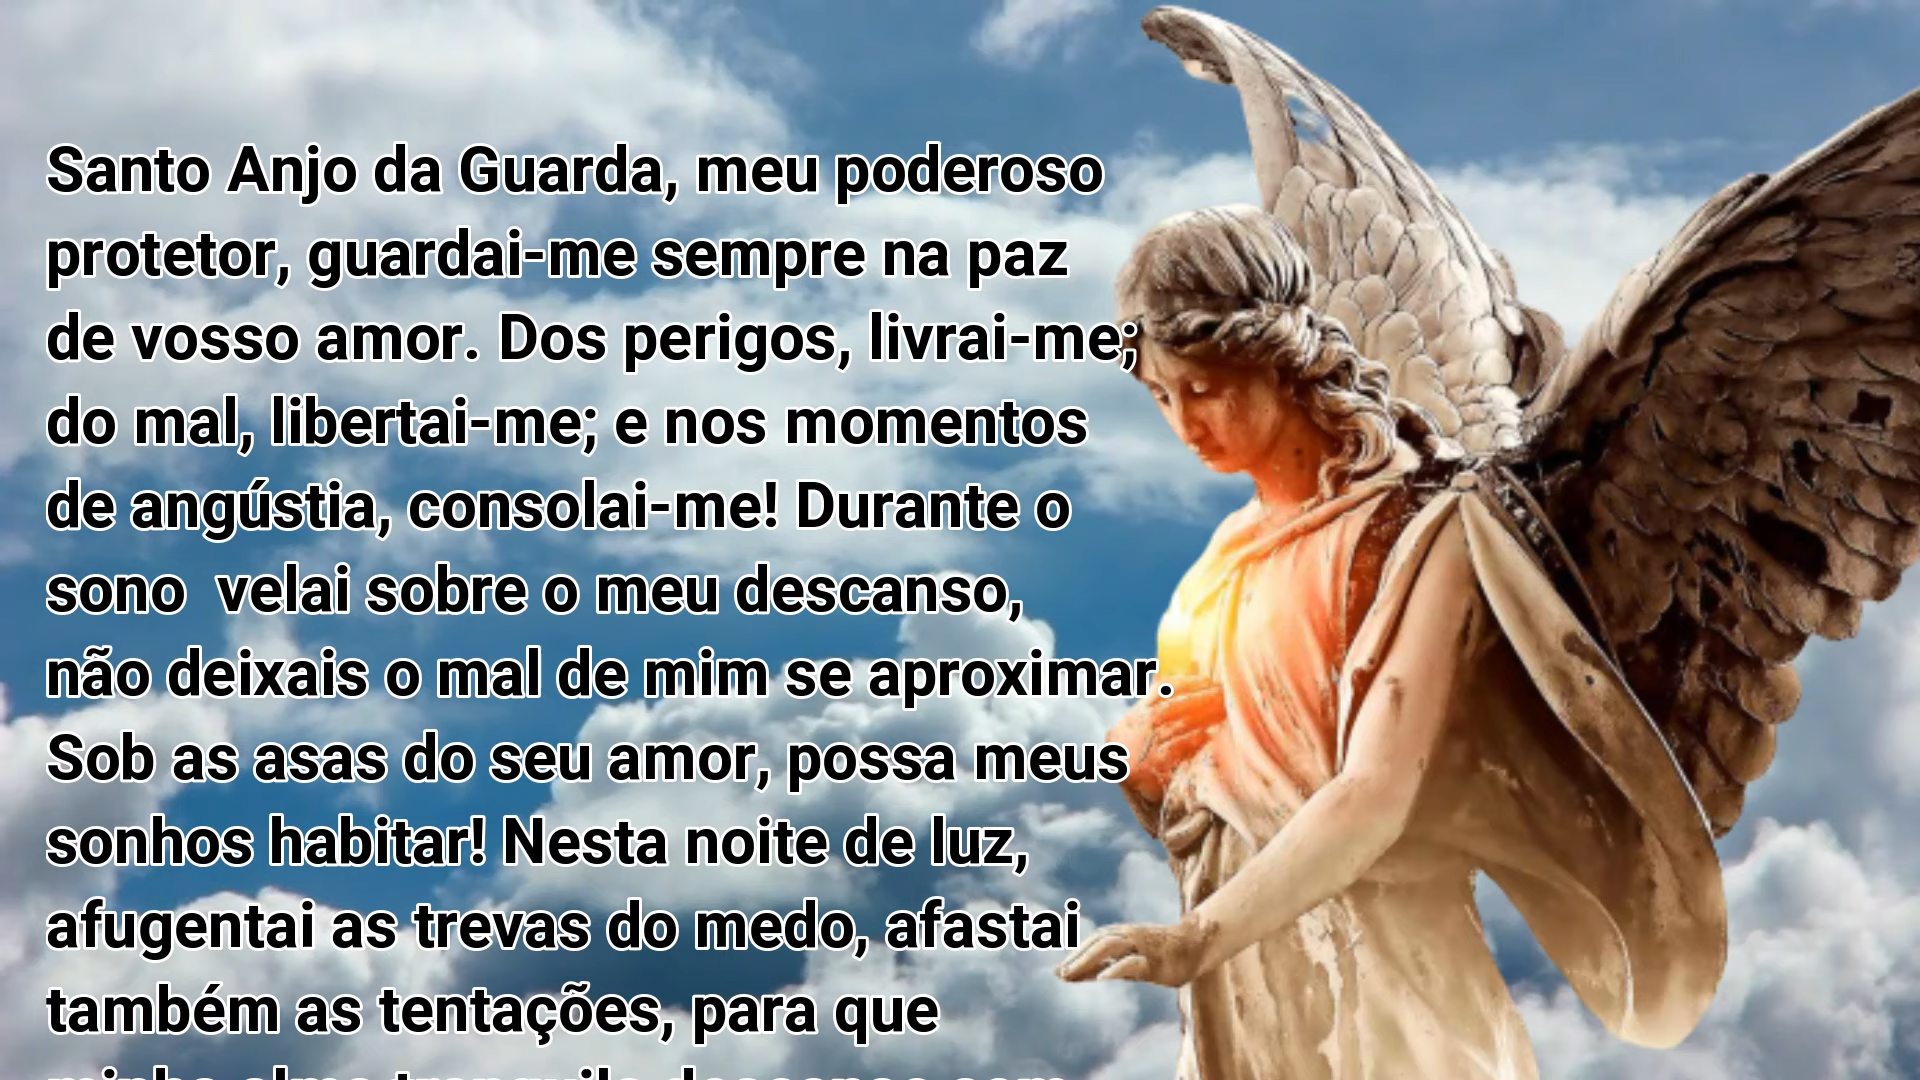 Santo Anjo da Guarda, meu poderoso
protetor, guardai-me sempre na paz
de vosso amor. Dos perigos, livrai-me;
do mal, libertai-me; e nos momentos
de angústia, consolai-me! Durante o
sono  velai sobre o meu descanso,
não deixais o mal de mim se aproximar.
Sob as asas do seu amor, possa meus
sonhos habitar! Nesta noite de luz,
afugentai as trevas do medo, afastai
também as tentações, para que